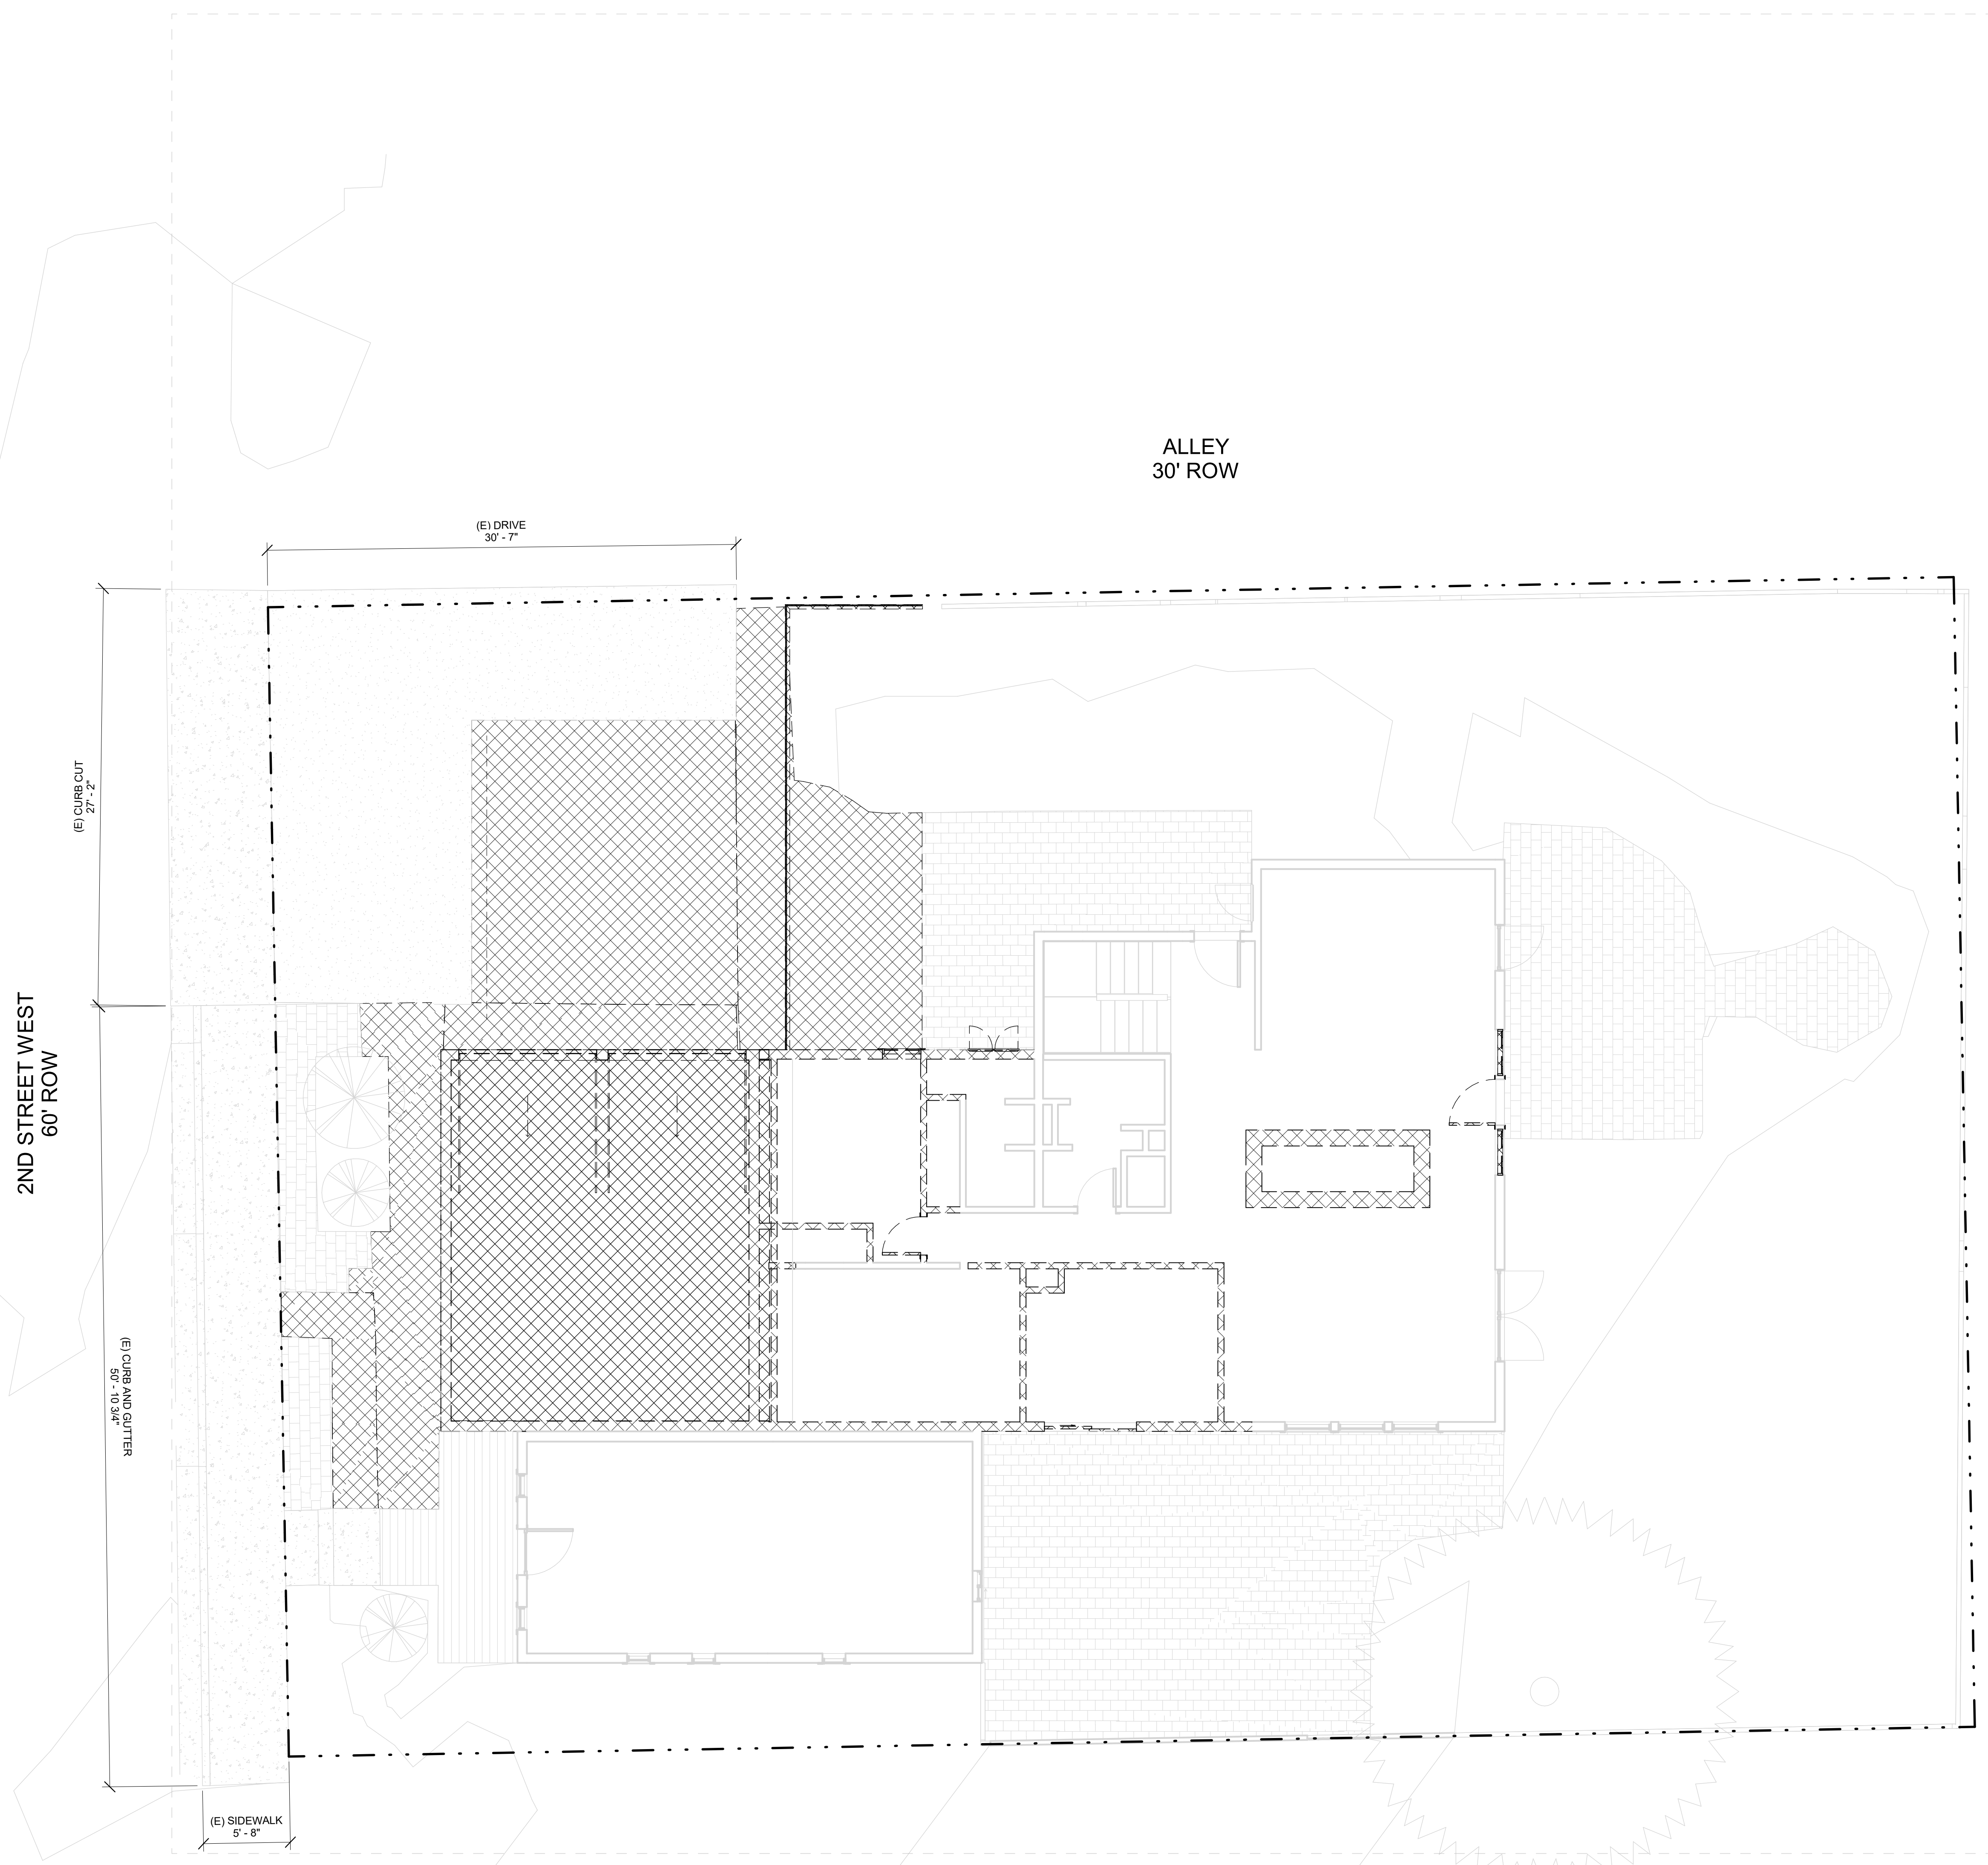 ALLEY
30' ROW
(E) DRIVE
30' - 7"
(E) CURB CUT
27' - 2"
2ND STREET WEST
60' ROW
(E) CURB AND GUTTER
50' - 10 3/4"
(E) SIDEWALK
5' - 8"